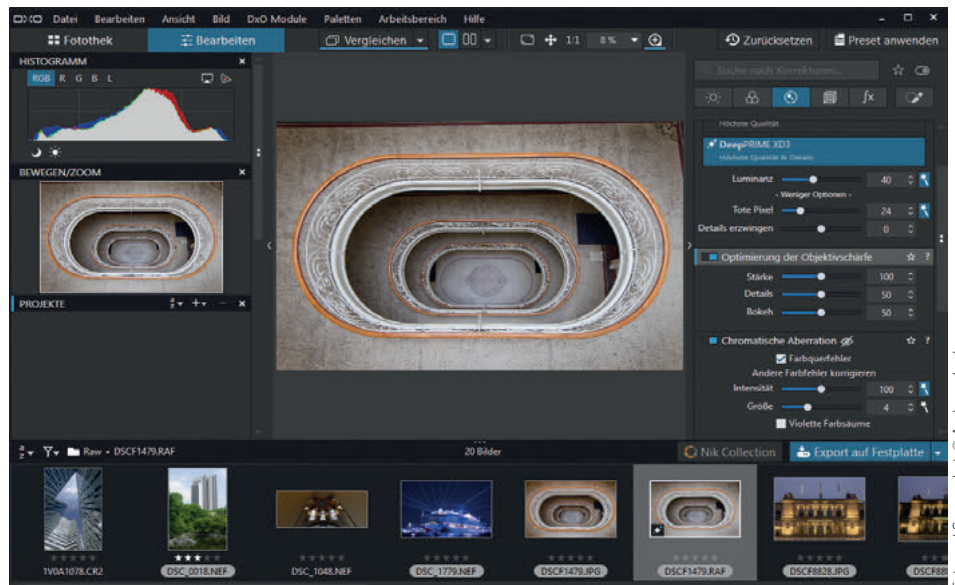 DXO Datei Bearbeiten Ansicht Bild DxO Module Paletten Arbeitsbereich Hilfe
Fotothek Bearbeiten Vergleichen 1:1 8 % Zurücksetzen Preset anwenden
HISTOGRAMM
RGB R G B L
BEWEGEN/ZOOM
PROJEKTE
Suche nach Korrekturen...
fx
Höchste Qualität
DeepPRIME XD3
Höchste Qualität & Details
Luminanz 40
- Weniger Optionen -
Tote Pixel 24
Details erzwingen 0
Optimierung der Objektivschärfe ?
Stärke 100
Details 50
Bokeh 50
Chromatische Aberration ?
Farbquerfehler
Andere Farbfehler korrigieren
Intensität 100
Größe 4
Violette Farbsäume
Raw • DSCF1479.RAF 20 Bilder Nik Collection Export auf Festplatte
1V0A1078.CR2 DSC_0018.NEF DSC_1048.NEF DSC_1779.NEF DSCF1479.JPG DSCF1479.RAF DSCF8828.JPG